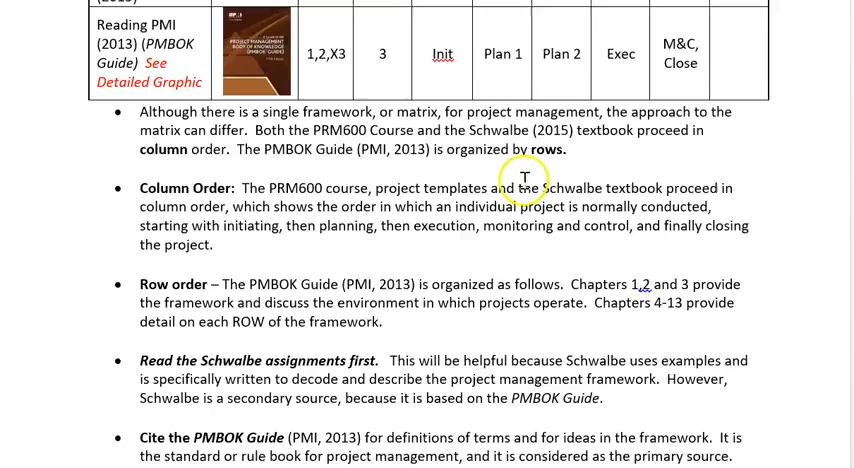 (2013)
Reading PMI
(2013) (PMBOK
Guide) See
Detailed Graphic
PMI
PROJECT MANAGEMENT
BODY OF KNOWLEDGE
(PMBOK® GUIDE)
1,2,X3
3
Init
Plan 1
Plan 2
Exec
M&C,
Close
• Although there is a single framework, or matrix, for project management, the approach to the
matrix can differ. Both the PRM600 Course and the Schwalbe (2015) textbook proceed in
column order. The PMBOK Guide (PMI, 2013) is organized by rows.
• Column Order: The PRM600 course, project templates and the Schwalbe textbook proceed in
column order, which shows the order in which an individual project is normally conducted,
starting with initiating, then planning, then execution, monitoring and control, and finally closing
the project.
• Row order – The PMBOK Guide (PMI, 2013) is organized as follows. Chapters 1,2 and 3 provide
the framework and discuss the environment in which projects operate. Chapters 4-13 provide
detail on each ROW of the framework.
• Read the Schwalbe assignments first. This will be helpful because Schwalbe uses examples and
is specifically written to decode and describe the project management framework. However,
Schwalbe is a secondary source, because it is based on the PMBOK Guide.
• Cite the PMBOK Guide (PMI, 2013) for definitions of terms and for ideas in the framework. It is
the standard or rule book for project management, and it is considered as the primary source.